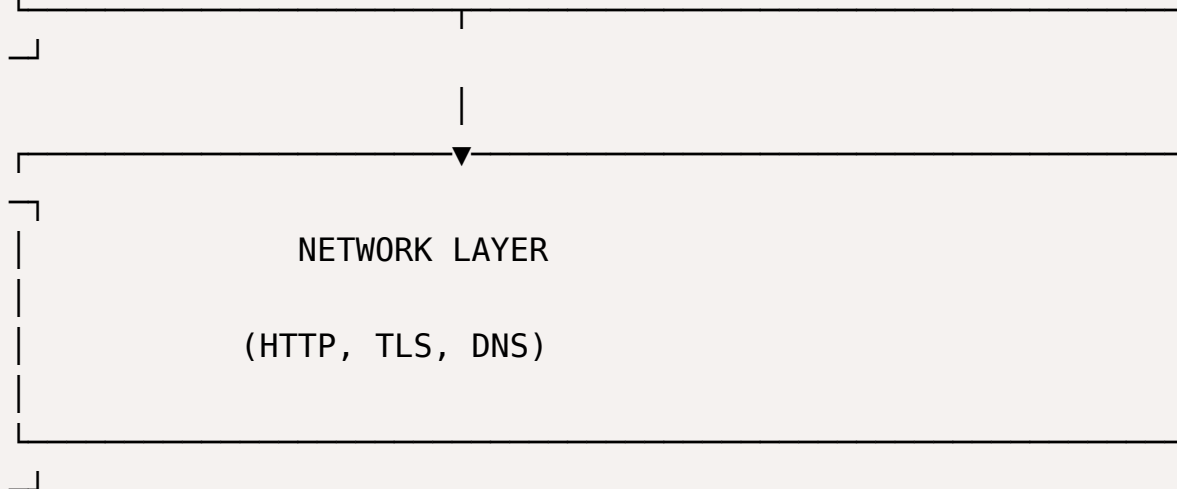 NETWORK LAYER
(HTTP, TLS, DNS)